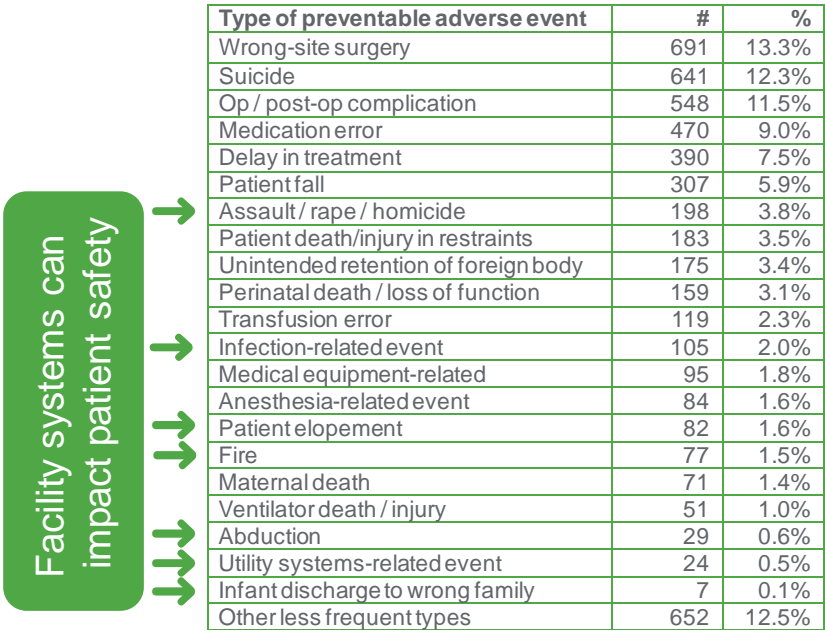 Facility systems can
impact patient safety
Type of preventable adverse event # %
Wrong-site surgery 691 13.3%
Suicide 641 12.3%
Op / post-op complication 548 11.5%
Medication error 470 9.0%
Delay in treatment 390 7.5%
Patient fall 307 5.9%
Assault / rape / homicide 198 3.8%
Patient death/injury in restraints 183 3.5%
Unintended retention of foreign body 175 3.4%
Perinatal death / loss of function 159 3.1%
Transfusion error 119 2.3%
Infection-related event 105 2.0%
Medical equipment-related 95 1.8%
Anesthesia-related event 84 1.6%
Patient elopement 82 1.6%
Fire 77 1.5%
Maternal death 71 1.4%
Ventilator death / injury 51 1.0%
Abduction 29 0.6%
Utility systems-related event 24 0.5%
Infant discharge to wrong family 7 0.1%
Other less frequent types 652 12.5%